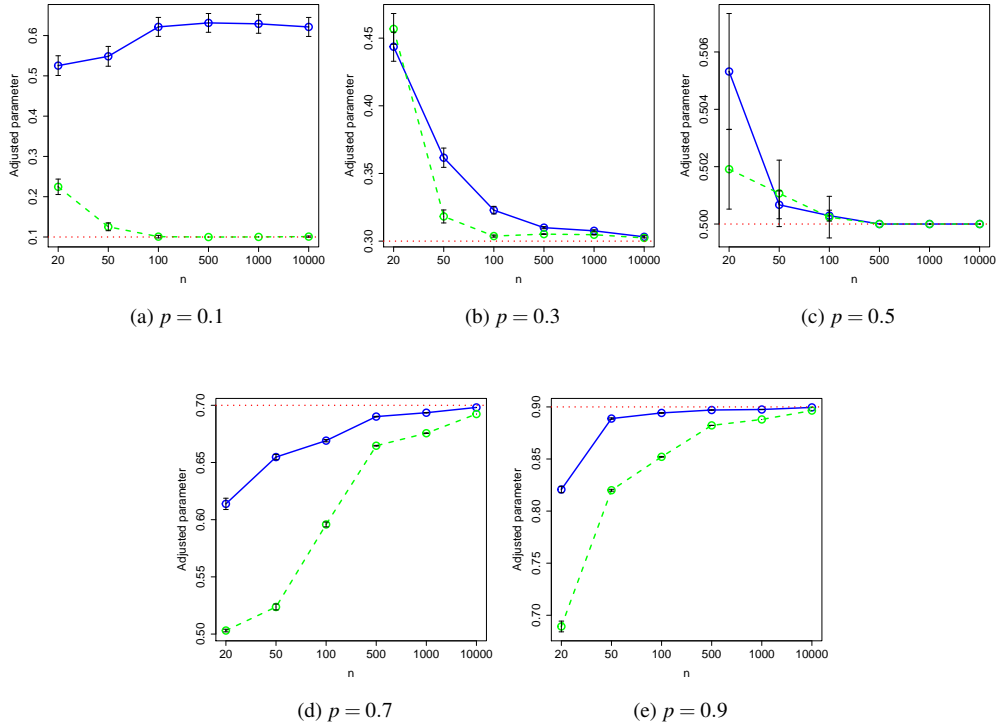 Adjusted parameter
0.1 0.2 0.3 0.4 0.5 0.6
20 50 100 500 1000 10000
n
(a) p = 0.1
Adjusted parameter
0.30 0.35 0.40 0.45
20 50 100 500 1000 10000
n
(b) p = 0.3
Adjusted parameter
0.500 0.502 0.504 0.506
20 50 100 500 1000 10000
n
(c) p = 0.5
Adjusted parameter
0.50 0.55 0.60 0.65 0.70
20 50 100 500 1000 10000
n
(d) p = 0.7
Adjusted parameter
0.70 0.75 0.80 0.85 0.90
20 50 100 500 1000 10000
n
(e) p = 0.9